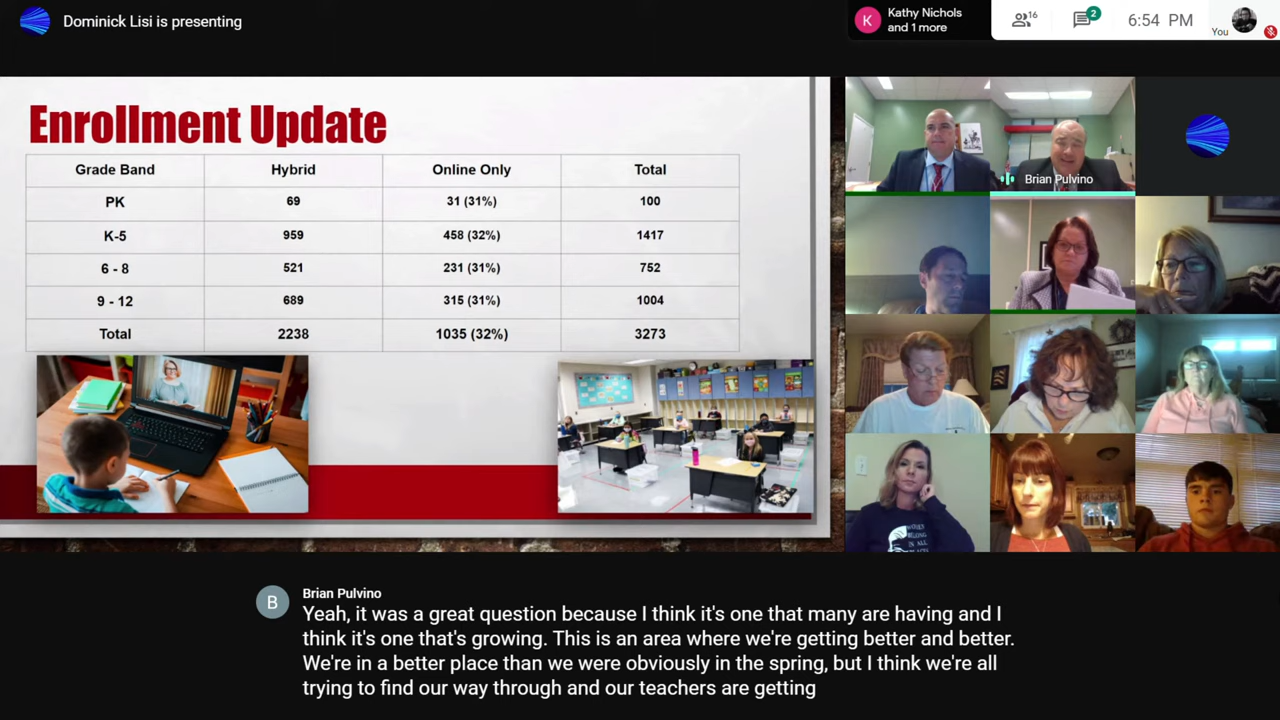 Dominick Lisi is presenting
K
Kathy Nichols
and 1 more
16
2
6:54 PM
You
Enrollment Update
Grade Band Hybrid Online Only Total
PK 69 31 (31%) 100
K-5 959 458 (32%) 1417
6 - 8 521 231 (31%) 752
9 - 12 689 315 (31%) 1004
Total 2238 1035 (32%) 3273
Brian Pulvino
WOMEN
BELONG
IN ALL
PLACES
B
Brian Pulvino
Yeah, it was a great question because I think it's one that many are having and I
think it's one that's growing. This is an area where we're getting better and better.
We're in a better place than we were obviously in the spring, but I think we're all
trying to find our way through and our teachers are getting